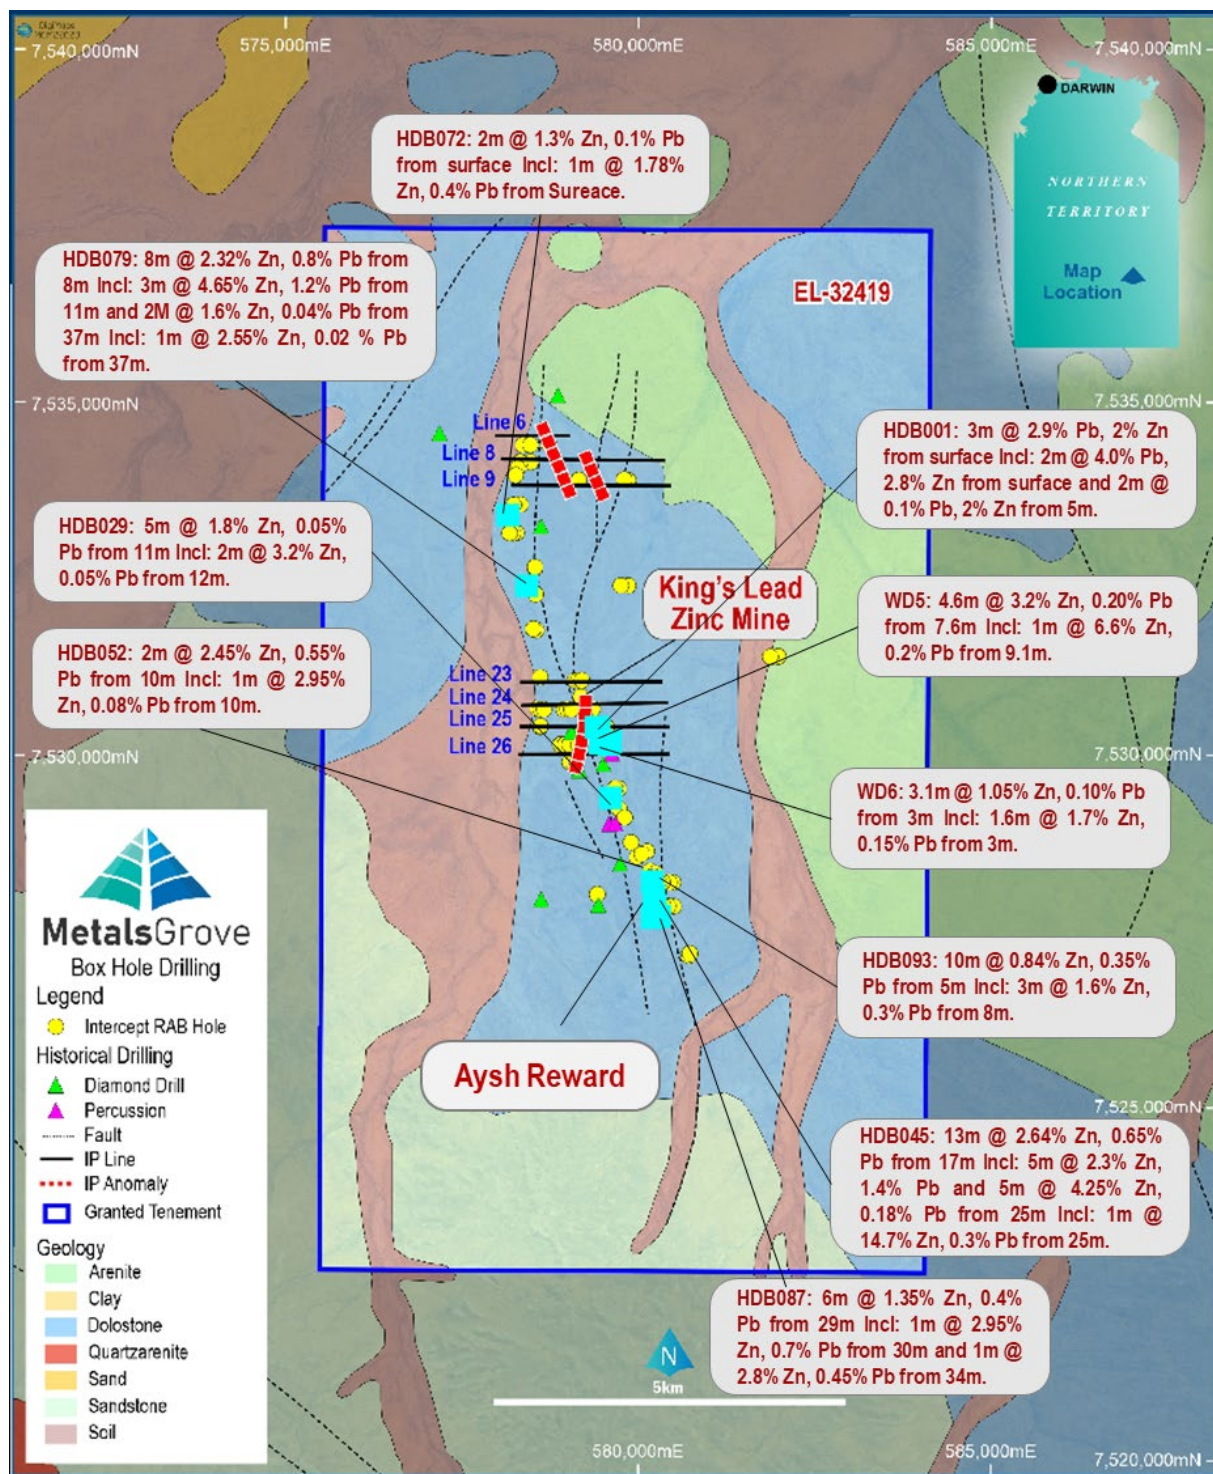 575,000mE
580,000mE
585,000mE
7,540,000mN
7,540,000mN
DARWIN
NORTHERN
TERRITORY
Map
Location
HDB072: 2m @ 1.3% Zn, 0.1% Pb
from surface Incl: 1m @ 1.78%
Zn, 0.4% Pb from Sureace.
HDB079: 8m @ 2.32% Zn, 0.8% Pb from
8m Incl: 3m @ 4.65% Zn, 1.2% Pb from
11m and 2M @ 1.6% Zn, 0.04% Pb from
37m Incl: 1m @ 2.55% Zn, 0.02 % Pb
from 37m.
EL-32419
7,535,000mN
7,535,000mN
Line 6
Line 8
Line 9
HDB001: 3m @ 2.9% Pb, 2% Zn
from surface Incl: 2m @ 4.0% Pb,
2.8% Zn from surface and 2m @
0.1% Pb, 2% Zn from 5m.
HDB029: 5m @ 1.8% Zn, 0.05%
Pb from 11m Incl: 2m @ 3.2% Zn,
0.05% Pb from 12m.
King's Lead
Zinc Mine
WD5: 4.6m @ 3.2% Zn, 0.20% Pb
from 7.6m Incl: 1m @ 6.6% Zn,
0.2% Pb from 9.1m.
HDB052: 2m @ 2.45% Zn, 0.55%
Pb from 10m Incl: 1m @ 2.95%
Zn, 0.08% Pb from 10m.
Line 23
Line 24
Line 25
Line 26
7,530,000mN
7,530,000mN
WD6: 3.1m @ 1.05% Zn, 0.10% Pb
from 3m Incl: 1.6m @ 1.7% Zn,
0.15% Pb from 3m.
MetalsGrove
Box Hole Drilling
Legend
Intercept RAB Hole
Historical Drilling
Diamond Drill
Percussion
Fault
IP Line
IP Anomaly
Granted Tenement
Geology
Arenite
Clay
Dolostone
Quartzarenite
Sand
Sandstone
Soil
HDB093: 10m @ 0.84% Zn, 0.35%
Pb from 5m Incl: 3m @ 1.6% Zn,
0.3% Pb from 8m.
Aysh Reward
7,525,000mN
HDB045: 13m @ 2.64% Zn, 0.65%
Pb from 17m Incl: 5m @ 2.3% Zn,
1.4% Pb and 5m @ 4.25% Zn,
0.18% Pb from 25m Incl: 1m @
14.7% Zn, 0.3% Pb from 25m.
HDB087: 6m @ 1.35% Zn, 0.4%
Pb from 29m Incl: 1m @ 2.95%
Zn, 0.7% Pb from 30m and 1m @
2.8% Zn, 0.45% Pb from 34m.
N
5km
580,000mE
585,000mE
7,520,000mN